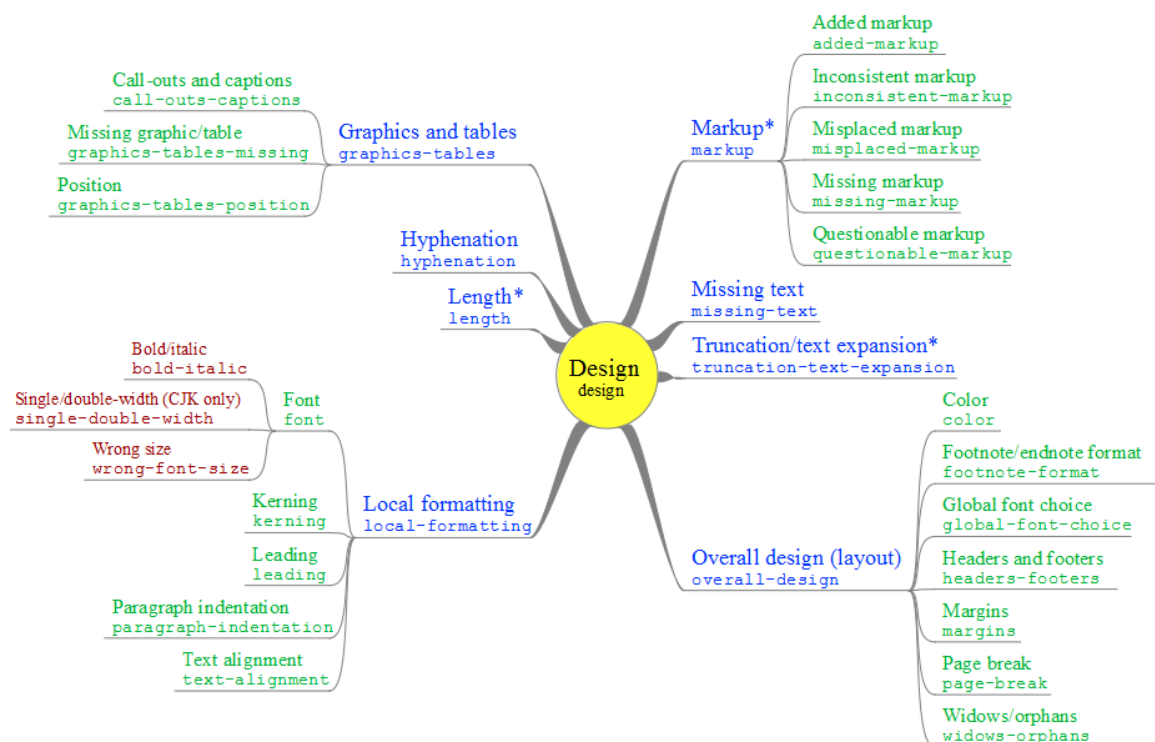 Design
design
Graphics and tables
graphics-tables
Call-outs and captions
call-outs-captions
Missing graphic/table
graphics-tables-missing
Position
graphics-tables-position
Hyphenation
hyphenation
Length*
length
Local formatting
local-formatting
Font
font
Bold/italic
bold-italic
Single/double-width (CJK only)
single-double-width
Wrong size
wrong-font-size
Kerning
kerning
Leading
leading
Paragraph indentation
paragraph-indentation
Text alignment
text-alignment
Markup*
markup
Added markup
added-markup
Inconsistent markup
inconsistent-markup
Misplaced markup
misplaced-markup
Missing markup
missing-markup
Questionable markup
questionable-markup
Missing text
missing-text
Truncation/text expansion*
truncation-text-expansion
Overall design (layout)
overall-design
Color
color
Footnote/endnote format
footnote-format
Global font choice
global-font-choice
Headers and footers
headers-footers
Margins
margins
Page break
page-break
Widows/orphans
widows-orphans